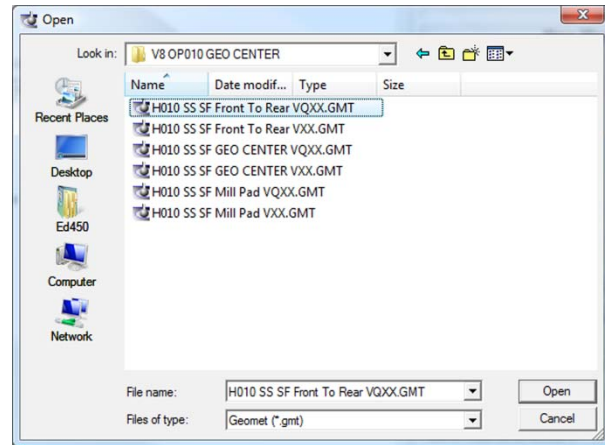 Open
Look in: V8 OP010 GEO CENTER
Name Date modif... Type Size
H010 SS SF Front To Rear VQXX.GMT
H010 SS SF Front To Rear VXX.GMT
H010 SS SF GEO CENTER VQXX.GMT
H010 SS SF GEO CENTER VXX.GMT
H010 SS SF Mill Pad VQXX.GMT
H010 SS SF Mill Pad VXX.GMT
Recent Places
Desktop
Ed450
Computer
Network
File name: H010 SS SF Front To Rear VQXX.GMT Open
Files of type: Geomet (*.gmt) Cancel